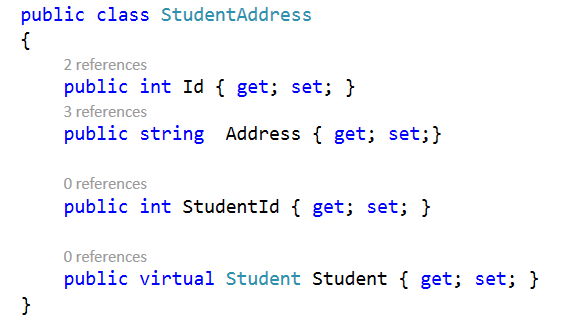 public class StudentAddress
{
2 references
public int Id { get; set; }
3 references
public string  Address { get; set;}
0 references
public int StudentId { get; set; }
0 references
public virtual Student Student { get; set; }
}